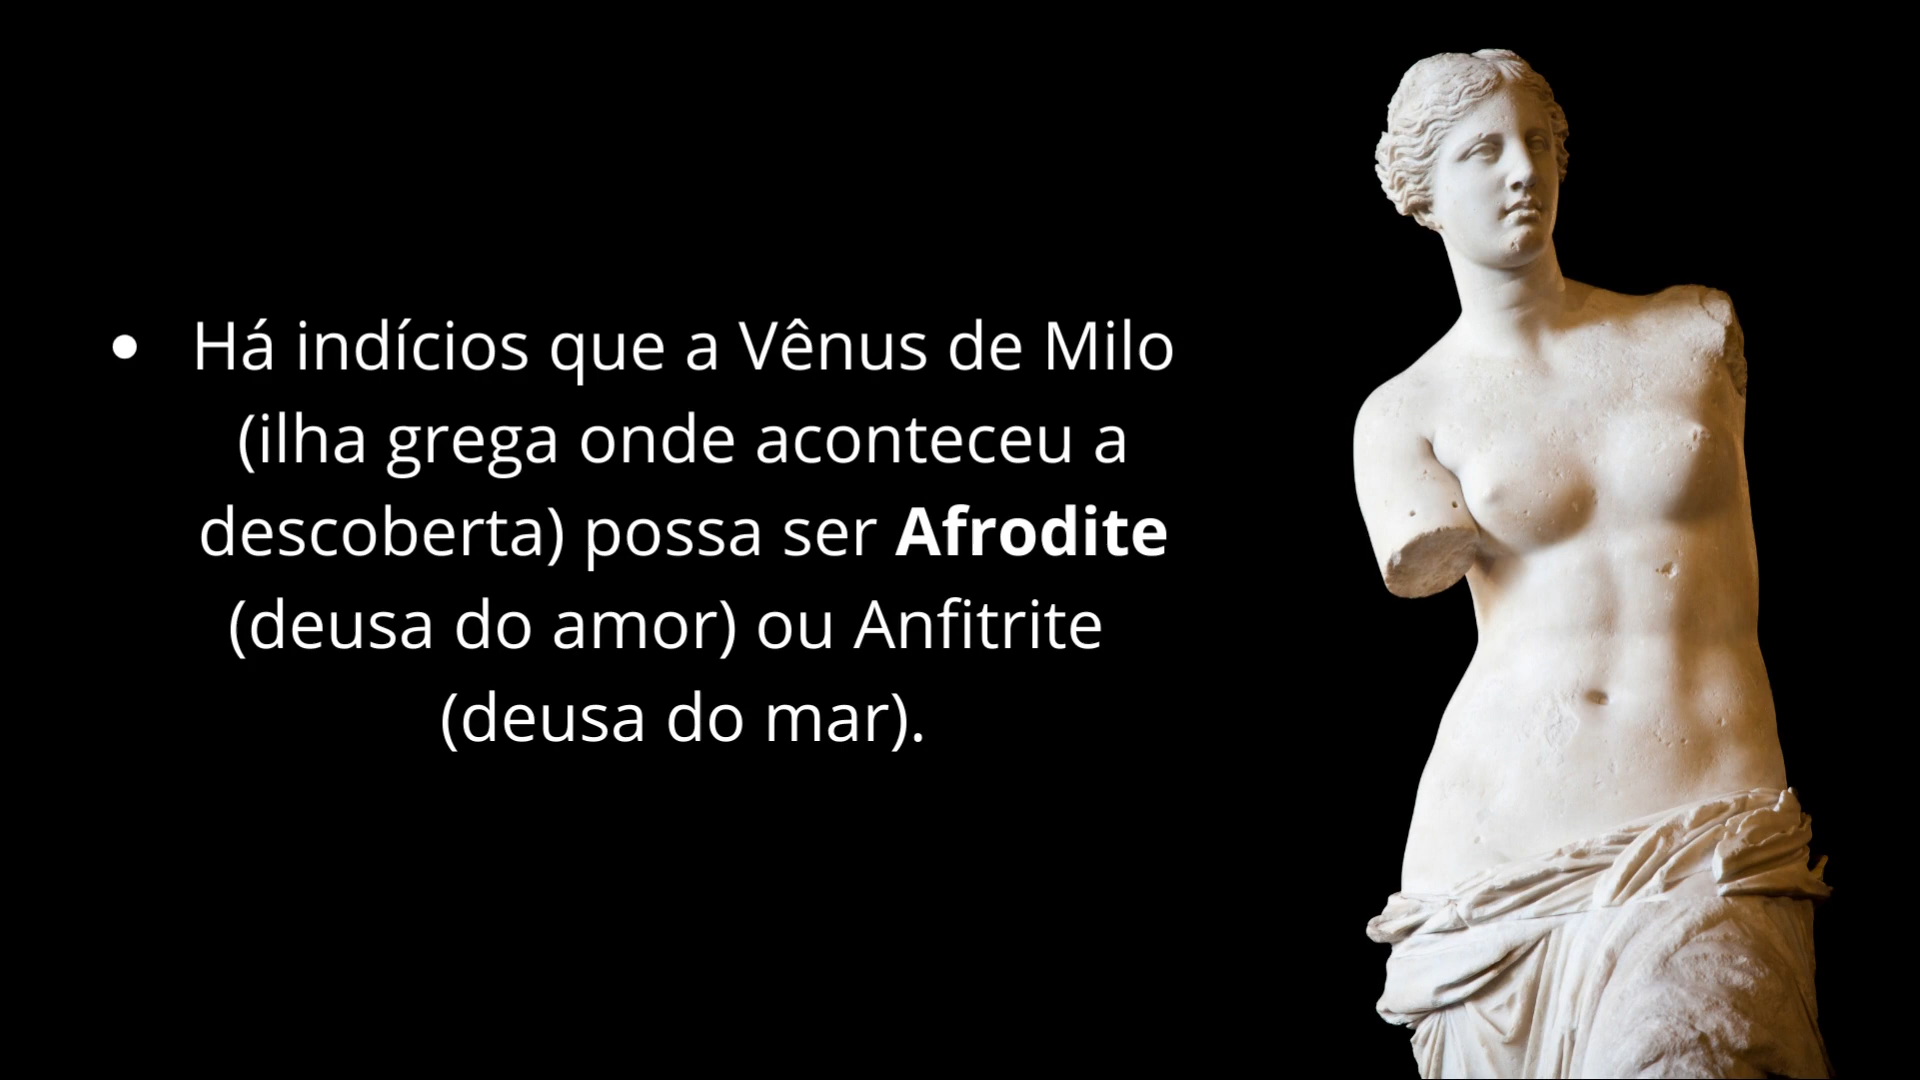 • Há indícios que a Vênus de Milo
(ilha grega onde aconteceu a
descoberta) possa ser Afrodite
(deusa do amor) ou Anfitrite
(deusa do mar).